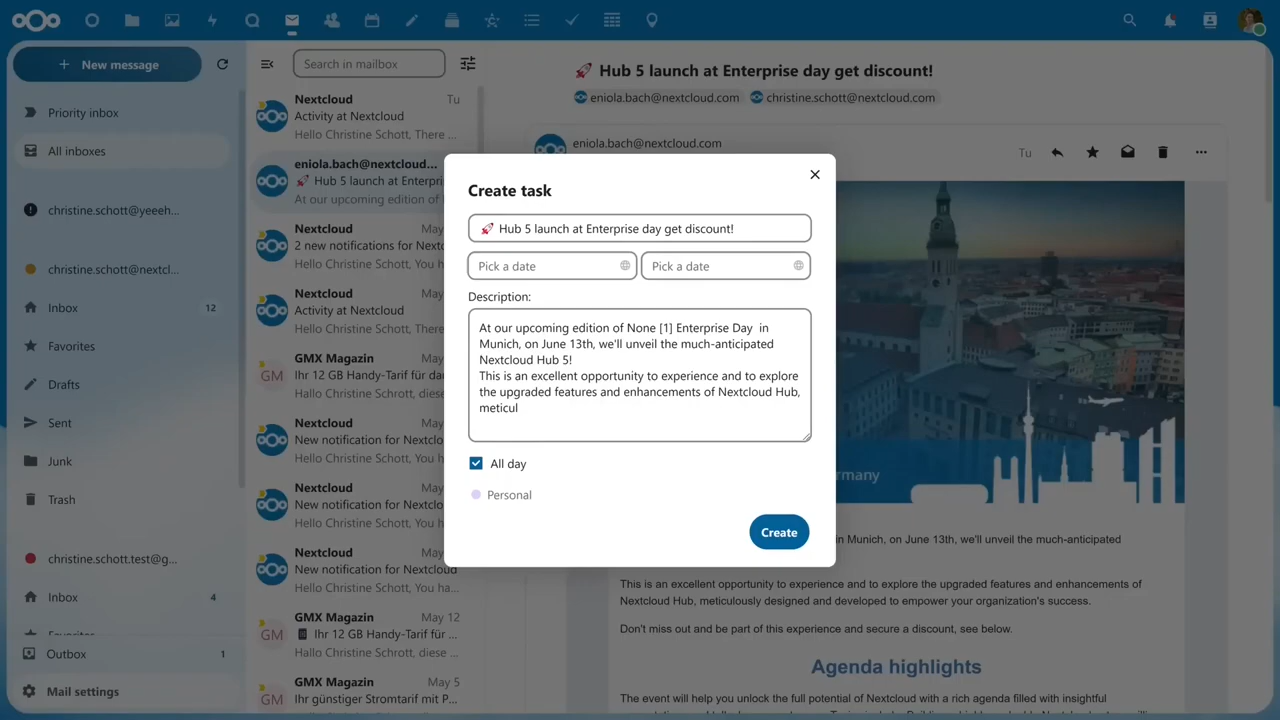 New message
Search in mailbox
Priority inbox
All inboxes
christine.schott@yeeeh...
christine.schott@nextcl...
Inbox 12
Favorites
Drafts
Sent
Junk
Trash
christine.schott.test@g...
Inbox 4
Favorites
Outbox 1
Mail settings
Nextcloud Tu
Activity at Nextcloud
Hello Christine Schott, There ...
eniola.bach@nextcloud...
🚀 Hub 5 launch at Enterpri
At our upcoming edition of
Nextcloud May
2 new notifications for Nextc
Hello Christine Schott, You h
Nextcloud May
Activity at Nextcloud
Hello Christine Schott, There
GM
GMX Magazin May
Ihr 12 GB Handy-Tarif für da
Hallo Christine Schrott, diese
Nextcloud May
New notification for Nextclo
Hello Christine Schott, You h
Nextcloud May
New notification for Nextclo
Hello Christine Schott, You h
Nextcloud May
New notification for Nextcloud
Hello Christine Schott, You ha...
GM
GMX Magazin May 12
Ihr 12 GB Handy-Tarif für ...
Hallo Christine Schrott, diese ...
GM
GMX Magazin May 5
Ihr günstiger Stromtarif mit P...
🚀 Hub 5 launch at Enterprise day get discount!
eniola.bach@nextcloud.com christine.schott@nextcloud.com
eniola.bach@nextcloud.com
Tu
Create task
🚀 Hub 5 launch at Enterprise day get discount!
Pick a date Pick a date
Description:
At our upcoming edition of None [1] Enterprise Day in
Munich, on June 13th, we'll unveil the much-anticipated
Nextcloud Hub 5!
This is an excellent opportunity to experience and to explore
the upgraded features and enhancements of Nextcloud Hub,
meticul
All day
Personal
Create
rmany
in Munich, on June 13th, we'll unveil the much-anticipated
This is an excellent opportunity to experience and to explore the upgraded features and enhancements of
Nextcloud Hub, meticulously designed and developed to empower your organization's success.
Don't miss out and be part of this experience and secure a discount, see below.
Agenda highlights
The event will help you unlock the full potential of Nextcloud with a rich agenda filled with insightful